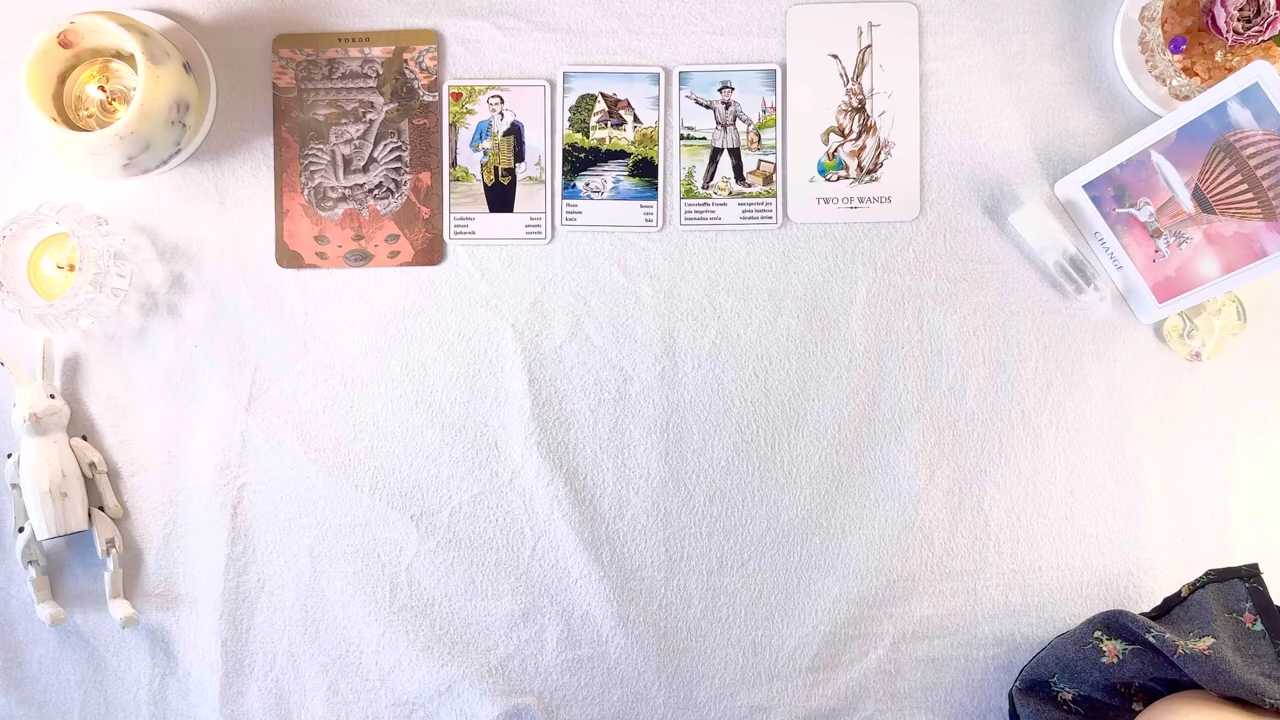 DURGA
Geliebter lover
amant amante
ljubavnik szerető
Haus house
maison casa
kuća ház
Unverhoffte Freude unexpected joy
joie imprévue gioia inattesa
iznenadna sreća váratlan öröm
TWO OF WANDS
CHANGE